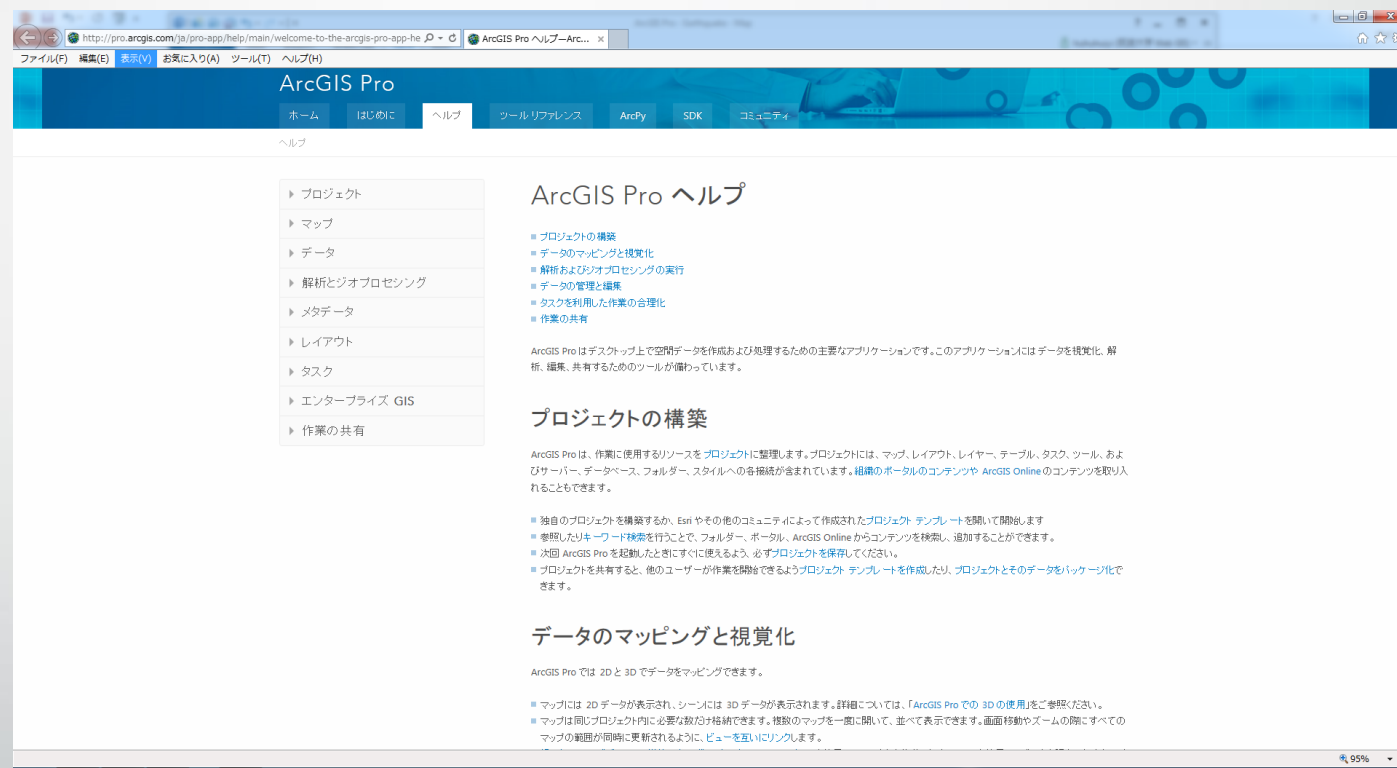 http://pro.arcgis.com/ja/pro-app/help/main/welcome-to-the-arcgis-pro-app-he
ArcGIS Pro ヘルプ—Arc... ×
ファイル(F) 編集(E) 表示(V) お気に入り(A) ツール(T) ヘルプ(H)
ArcGIS Pro
ホーム はじめに ヘルプ ツール リファレンス ArcPy SDK コミュニティ
ヘルプ
プロジェクト
マップ
データ
解析とジオプロセシング
メタデータ
レイアウト
タスク
エンタープライズ GIS
作業の共有
ArcGIS Pro ヘルプ
プロジェクトの構築
データのマッピングと視覚化
解析およびジオプロセシングの実行
データの管理と編集
タスクを利用した作業の合理化
作業の共有
ArcGIS Pro はデスクトップ上で空間データを作成および処理するための主要なアプリケーションです。このアプリケーションにはデータを視覚化、解
析、編集、共有するためのツールが備わっています。
プロジェクトの構築
ArcGIS Pro は、作業に使用するリソースをプロジェクトに整理します。プロジェクトには、マップ、レイアウト、レイヤー、テーブル、タスク、ツール、およ
びサーバー、データベース、フォルダー、スタイルへの各接続が含まれています。組織のポータルのコンテンツや ArcGIS Online のコンテンツを取り入
れることもできます。
独自のプロジェクトを構築するか、Esri やその他のコミュニティによって作成されたプロジェクト テンプレートを開いて開始します
参照したりキーワード検索を行うことで、フォルダー、ポータル、ArcGIS Online からコンテンツを検索し、追加することができます。
次回 ArcGIS Pro を起動したときにすぐに使えるよう、必ずプロジェクトを保存してください。
プロジェクトを共有すると、他のユーザーが作業を開始できるようプロジェクト テンプレートを作成したり、プロジェクトとそのデータをパッケージ化で
きます。
データのマッピングと視覚化
ArcGIS Pro では 2D と 3D でデータをマッピングできます。
マップには 2D データが表示され、シーンには 3D データが表示されます。詳細については、「ArcGIS Pro での 3D の使用」をご参照ください。
マップは同じプロジェクト内に必要な数だけ格納できます。複数のマップを一度に開いて、並べて表示できます。画面移動やズームの際にすべての
マップの範囲が同時に更新されるように、ビューを互いにリンクします。
95%